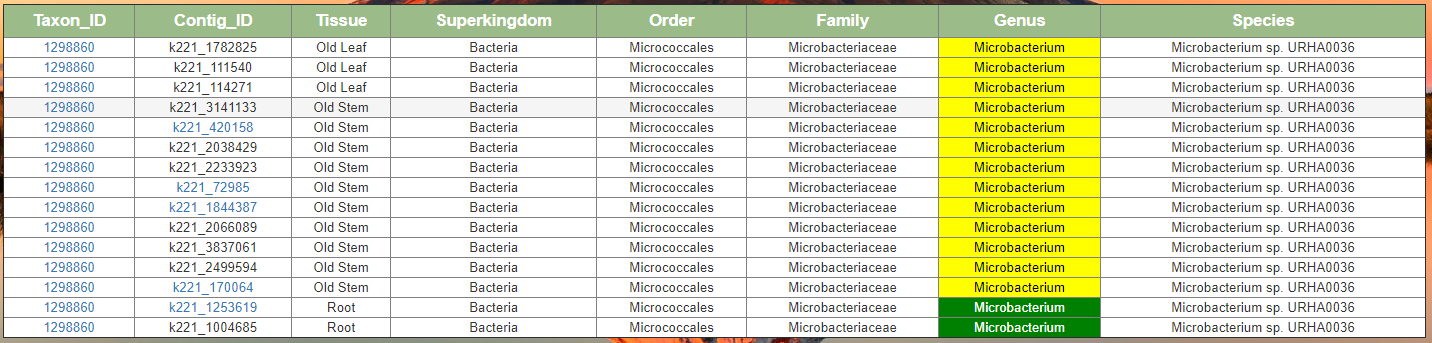 Taxon_ID Contig_ID Tissue Superkingdom Order Family Genus Species
1298860 k221_1782825 Old Leaf Bacteria Micrococcales Microbacteriaceae Microbacterium Microbacterium sp. URHA0036
1298860 k221_111540 Old Leaf Bacteria Micrococcales Microbacteriaceae Microbacterium Microbacterium sp. URHA0036
1298860 k221_114271 Old Leaf Bacteria Micrococcales Microbacteriaceae Microbacterium Microbacterium sp. URHA0036
1298860 k221_3141133 Old Stem Bacteria Micrococcales Microbacteriaceae Microbacterium Microbacterium sp. URHA0036
1298860 k221_420158 Old Stem Bacteria Micrococcales Microbacteriaceae Microbacterium Microbacterium sp. URHA0036
1298860 k221_2038429 Old Stem Bacteria Micrococcales Microbacteriaceae Microbacterium Microbacterium sp. URHA0036
1298860 k221_2233923 Old Stem Bacteria Micrococcales Microbacteriaceae Microbacterium Microbacterium sp. URHA0036
1298860 k221_72985 Old Stem Bacteria Micrococcales Microbacteriaceae Microbacterium Microbacterium sp. URHA0036
1298860 k221_1844387 Old Stem Bacteria Micrococcales Microbacteriaceae Microbacterium Microbacterium sp. URHA0036
1298860 k221_2066089 Old Stem Bacteria Micrococcales Microbacteriaceae Microbacterium Microbacterium sp. URHA0036
1298860 k221_3837061 Old Stem Bacteria Micrococcales Microbacteriaceae Microbacterium Microbacterium sp. URHA0036
1298860 k221_2499594 Old Stem Bacteria Micrococcales Microbacteriaceae Microbacterium Microbacterium sp. URHA0036
1298860 k221_170064 Old Stem Bacteria Micrococcales Microbacteriaceae Microbacterium Microbacterium sp. URHA0036
1298860 k221_1253619 Root Bacteria Micrococcales Microbacteriaceae Microbacterium Microbacterium sp. URHA0036
1298860 k221_1004685 Root Bacteria Micrococcales Microbacteriaceae Microbacterium Microbacterium sp. URHA0036